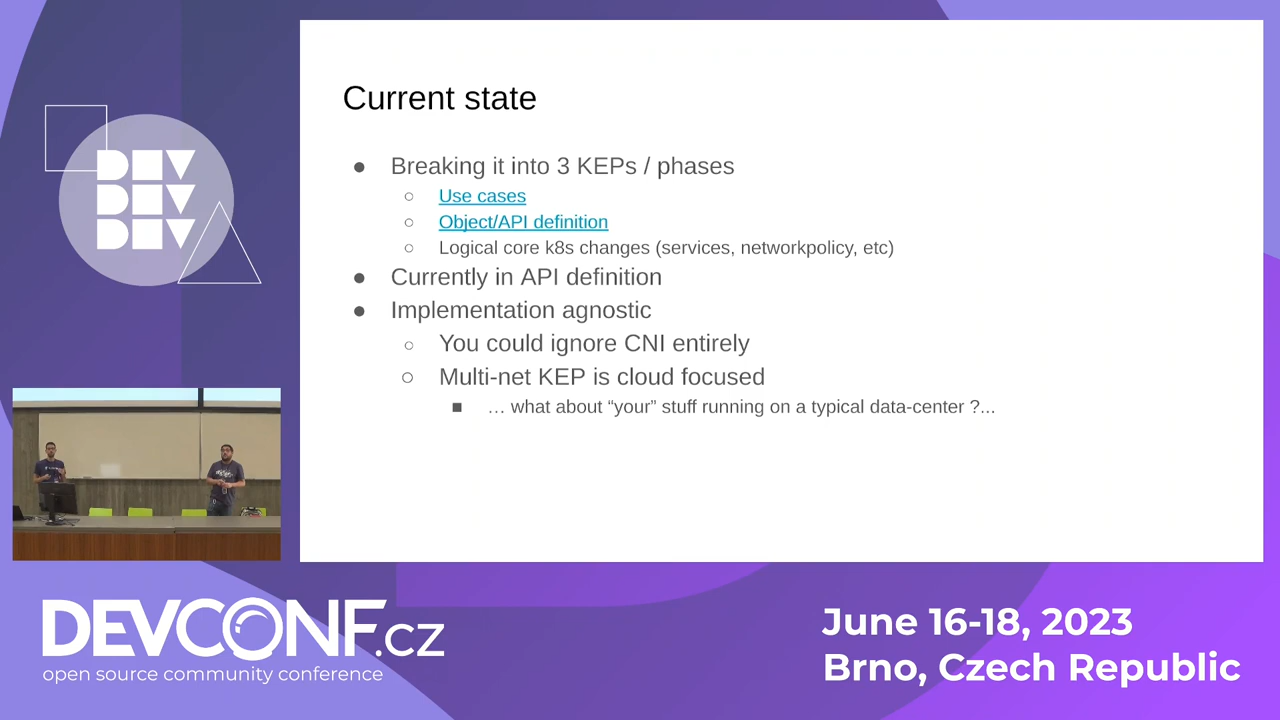 DEV
DEV
DEV
Current state
● Breaking it into 3 KEPs / phases
○ Use cases
○ Object/API definition
○ Logical core k8s changes (services, networkpolicy, etc)
● Currently in API definition
● Implementation agnostic
○ You could ignore CNI entirely
○ Multi-net KEP is cloud focused
■ … what about “your” stuff running on a typical data-center ?...
DEVCONF.cz
open source community conference
June 16-18, 2023
Brno, Czech Republic